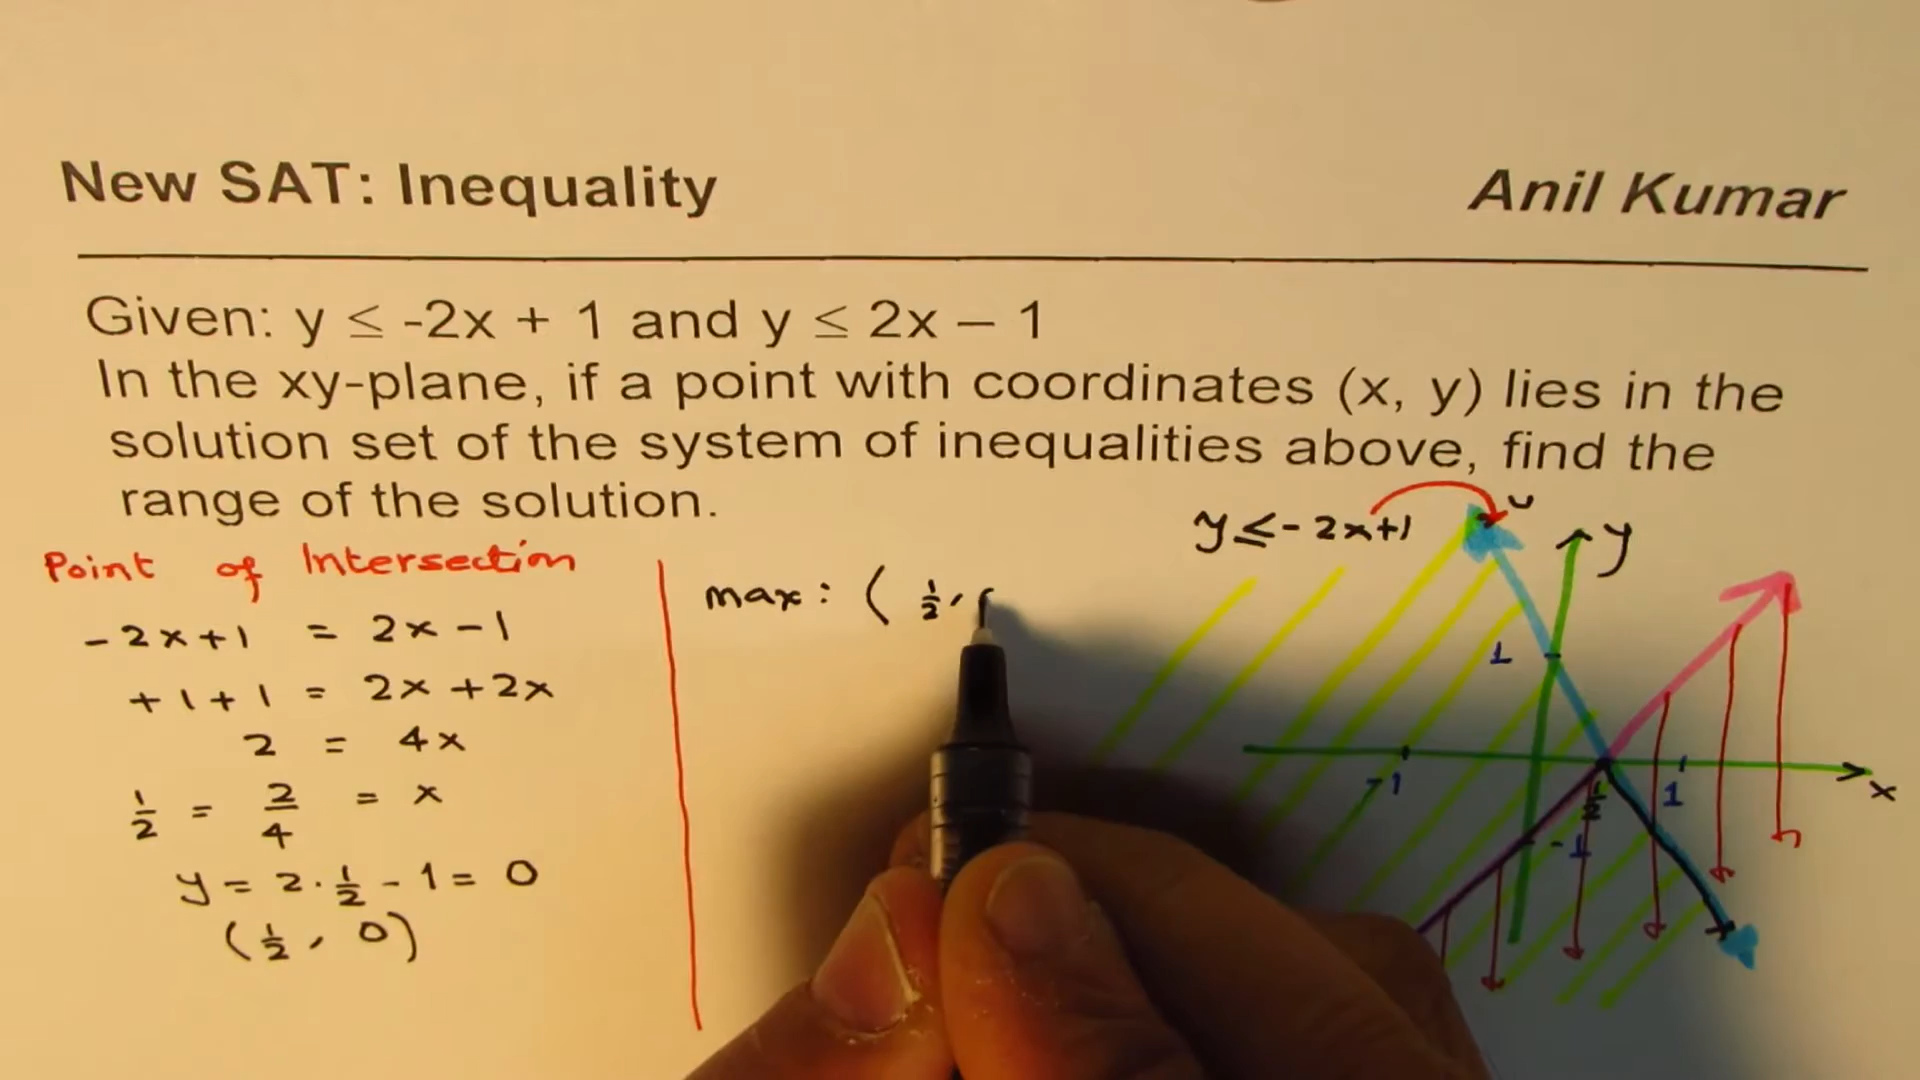 New SAT: Inequality
Anil Kumar
Given: y ≤ -2x + 1 and y ≤ 2x – 1
In the xy-plane, if a point with coordinates (x, y) lies in the
solution set of the system of inequalities above, find the
range of the solution.
Point of Intersection
-2x+1 = 2x-1
+1+1 = 2x+2x
2 = 4x
1/2 = 2/4 = x
y = 2·1/2 - 1 = 0
(1/2, 0)
max: ( 1/2,
y≤-2x+1
y
1
-1
1/2
1
x
-1